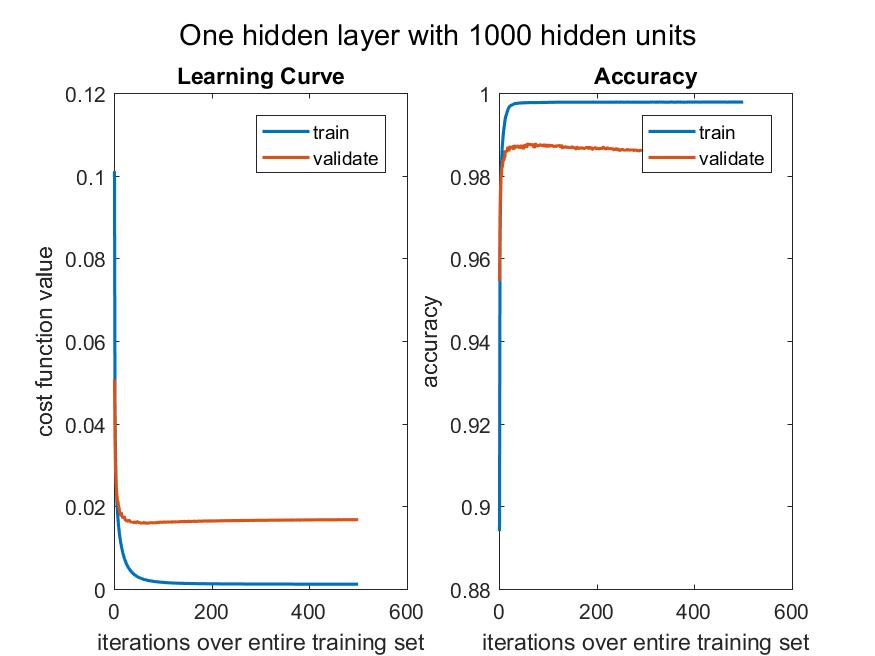 One hidden layer with 1000 hidden units
Learning Curve
0.12
0.1
0.08
0.06
0.04
0.02
0
0
200
400
600
cost function value
iterations over entire training set
train
validate
Accuracy
1
0.98
0.96
0.94
0.92
0.9
0.88
0
200
400
600
accuracy
iterations over entire training set
train
validate